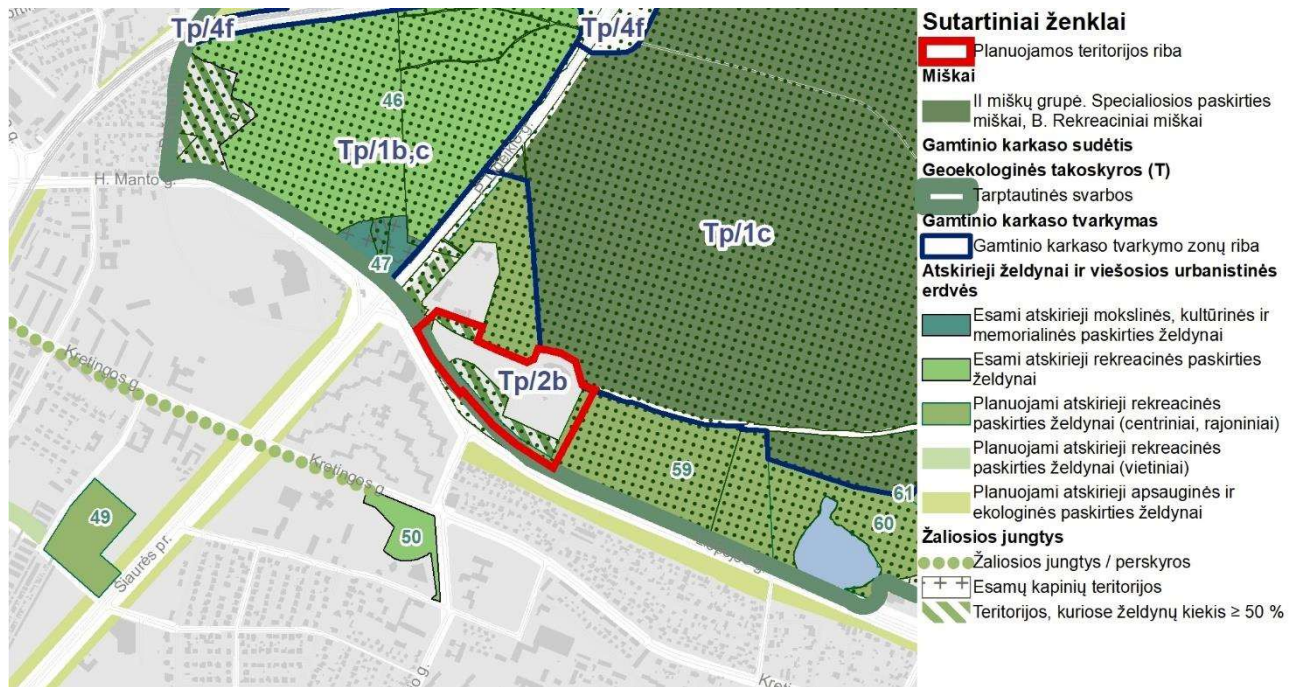 Tp/4f
Tp/4f
46
Tp/1b,c
H. Manto g.
47
Tp/1c
Tp/2b
Kretingos g.
Kretingos g.
59
61
60
49
50
Šiaurės pr.
Sutartiniai ženklai
Planuojamos teritorijos riba
Miškai
II miškų grupė. Specialiosios paskirties
miškai, B. Rekreaciniai miškai
Gamtinio karkaso sudėtis
Geoekologinės takoskyros (T)
Tarptautinės svarbos
Gamtinio karkaso tvarkymas
Gamtinio karkaso tvarkymo zonų riba
Atskirieji želdynai ir viešosios urbanistinės
erdvės
Esami atskirieji mokslinės, kultūrinės ir
memorialinės paskirties želdynai
Esami atskirieji rekreacinės paskirties
želdynai
Planuojami atskirieji rekreacinės
paskirties želdynai (centriniai, rajoniniai)
Planuojami atskirieji rekreacinės
paskirties želdynai (vietiniai)
Planuojami atskirieji apsauginės ir
ekologinės paskirties želdynai
Žaliosios jungtys
Žaliosios jungtys / perskyros
Esamų kapinių teritorijos
Teritorijos, kuriose želdynų kiekis ≥ 50 %